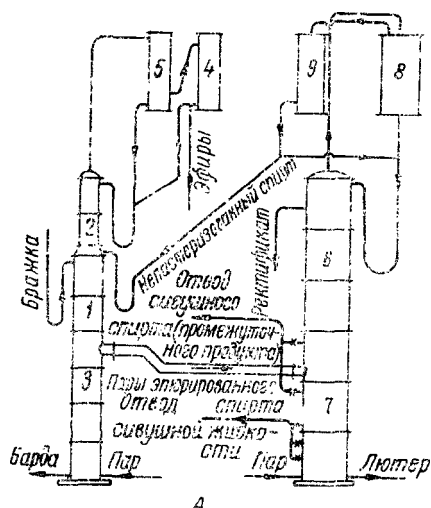 5
4
9
8
Эфиры
Непастеризованный спирт
2
Бражка
Ректификат
6
Отвод
сивушного
спирта (промежуточ-
ного продукта)
1
Пары эпюрированного
спирта
3
7
Отвод
сивушной жидко-
сти
Барда
Пар
Пар
Лютер
А